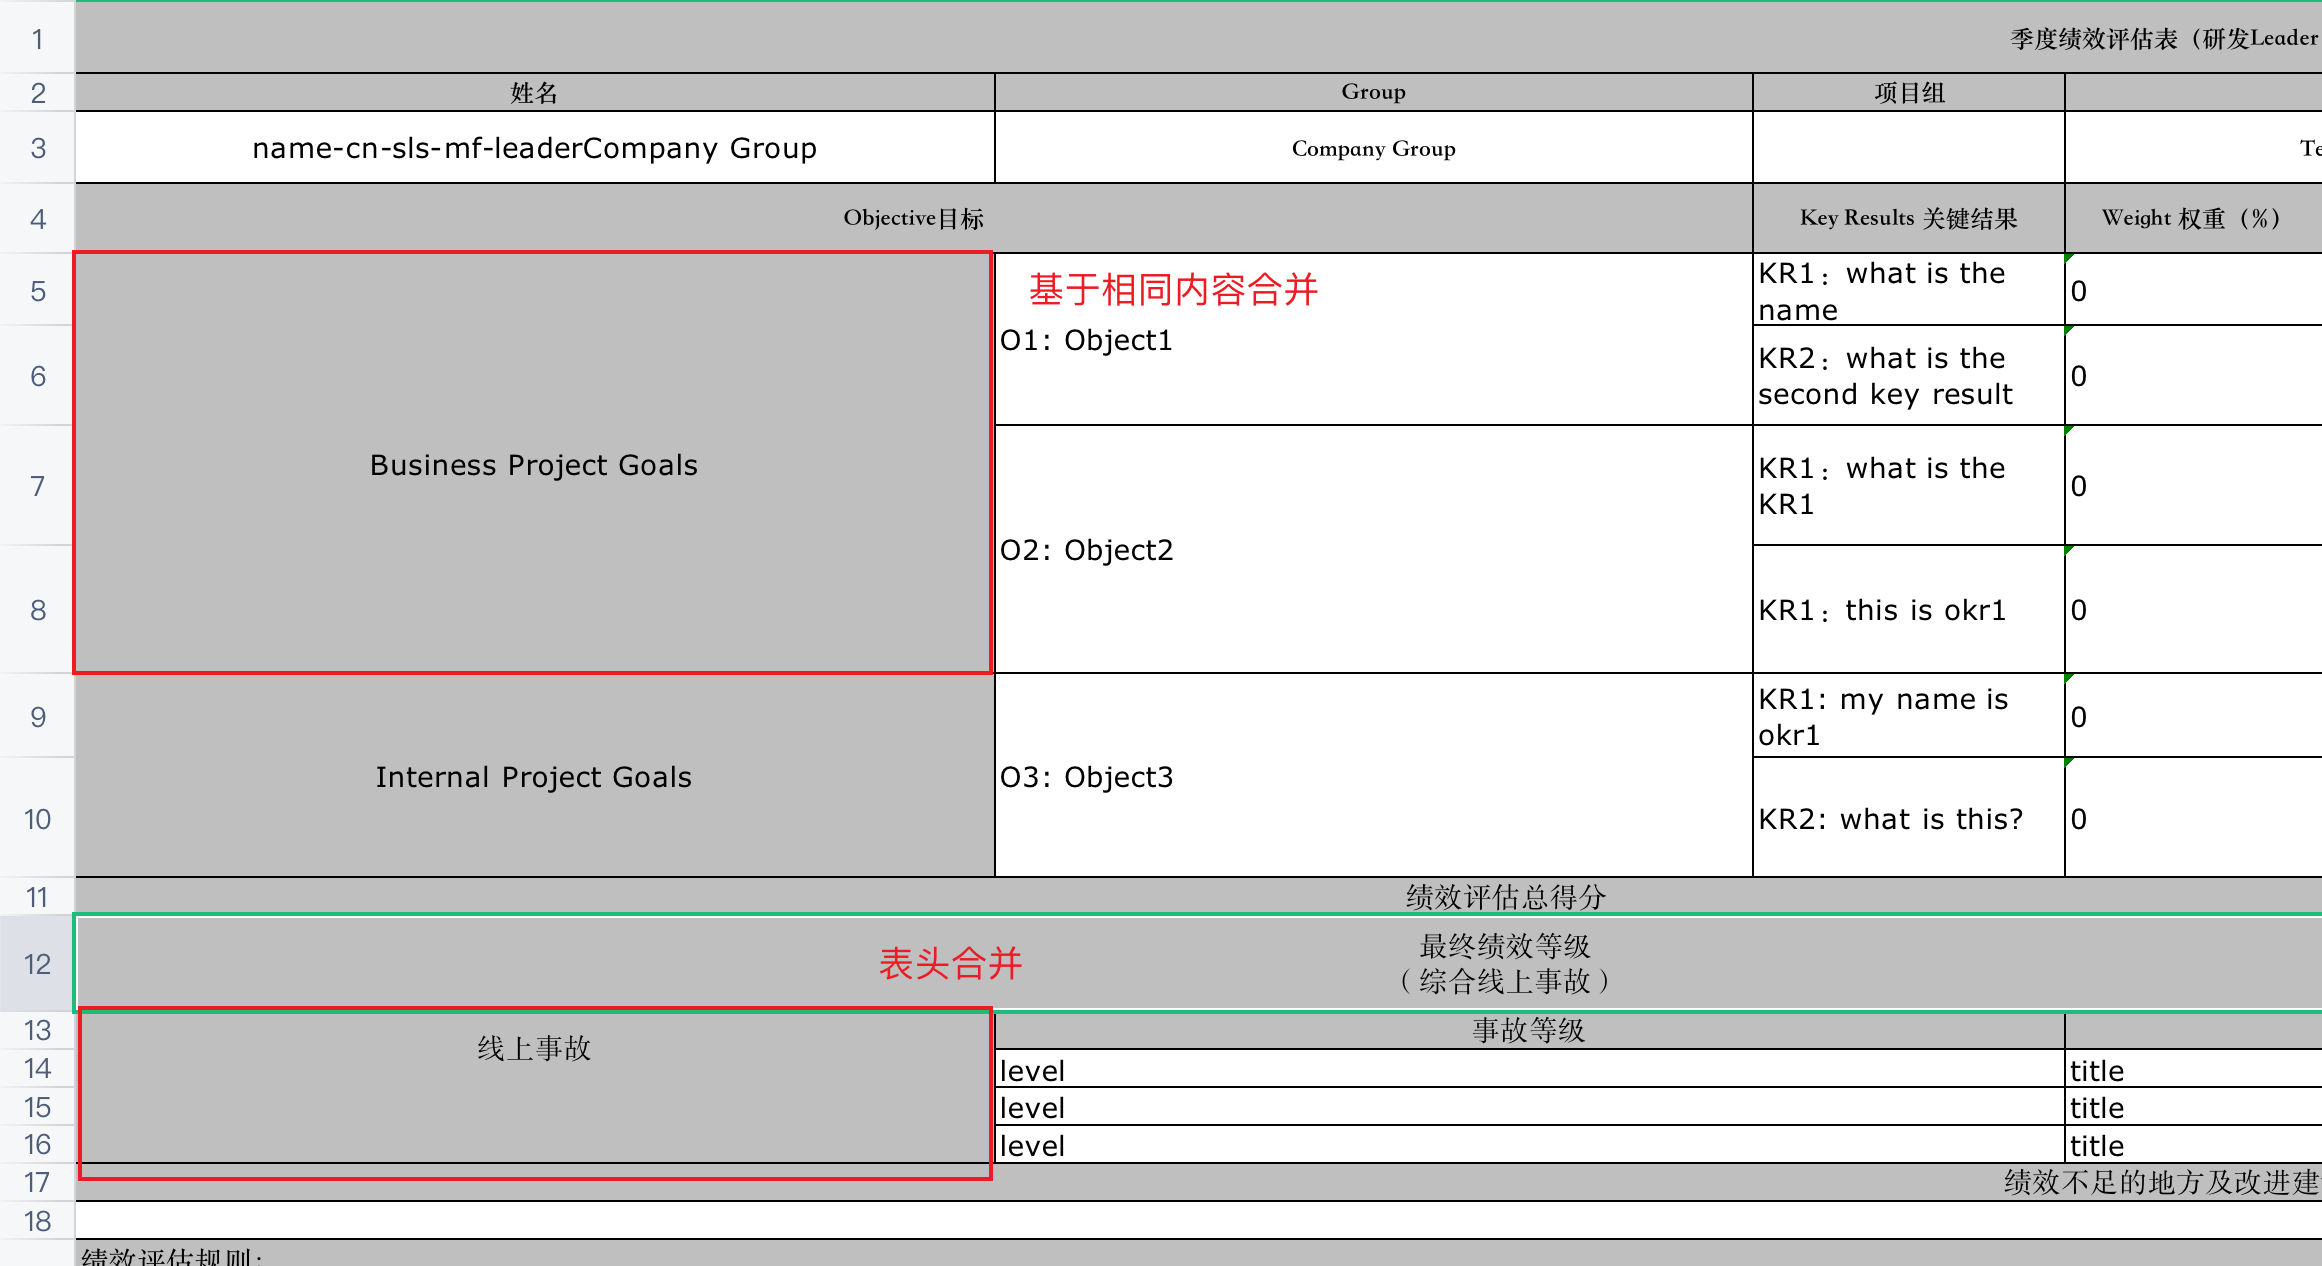 1
季度绩效评估表（研发Leader
2
姓名
Group
项目组
3
name-cn-sls-mf-leaderCompany Group
Company Group
Te
4
Objective目标
Key Results 关键结果
Weight 权重（%）
5
基于相同内容合并
KR1：what is the
name
0
O1: Object1
6
KR2：what is the
second key result
0
Business Project Goals
7
KR1：what is the
KR1
0
O2: Object2
8
KR1：this is okr1
0
9
KR1: my name is
okr1
0
Internal Project Goals
O3: Object3
10
KR2: what is this?
0
11
绩效评估总得分
12
表头合并
最终绩效等级
（综合线上事故）
13
线上事故
事故等级
14
level
title
15
level
title
16
level
title
17
绩效不足的地方及改进建
18
绩效评估规则：